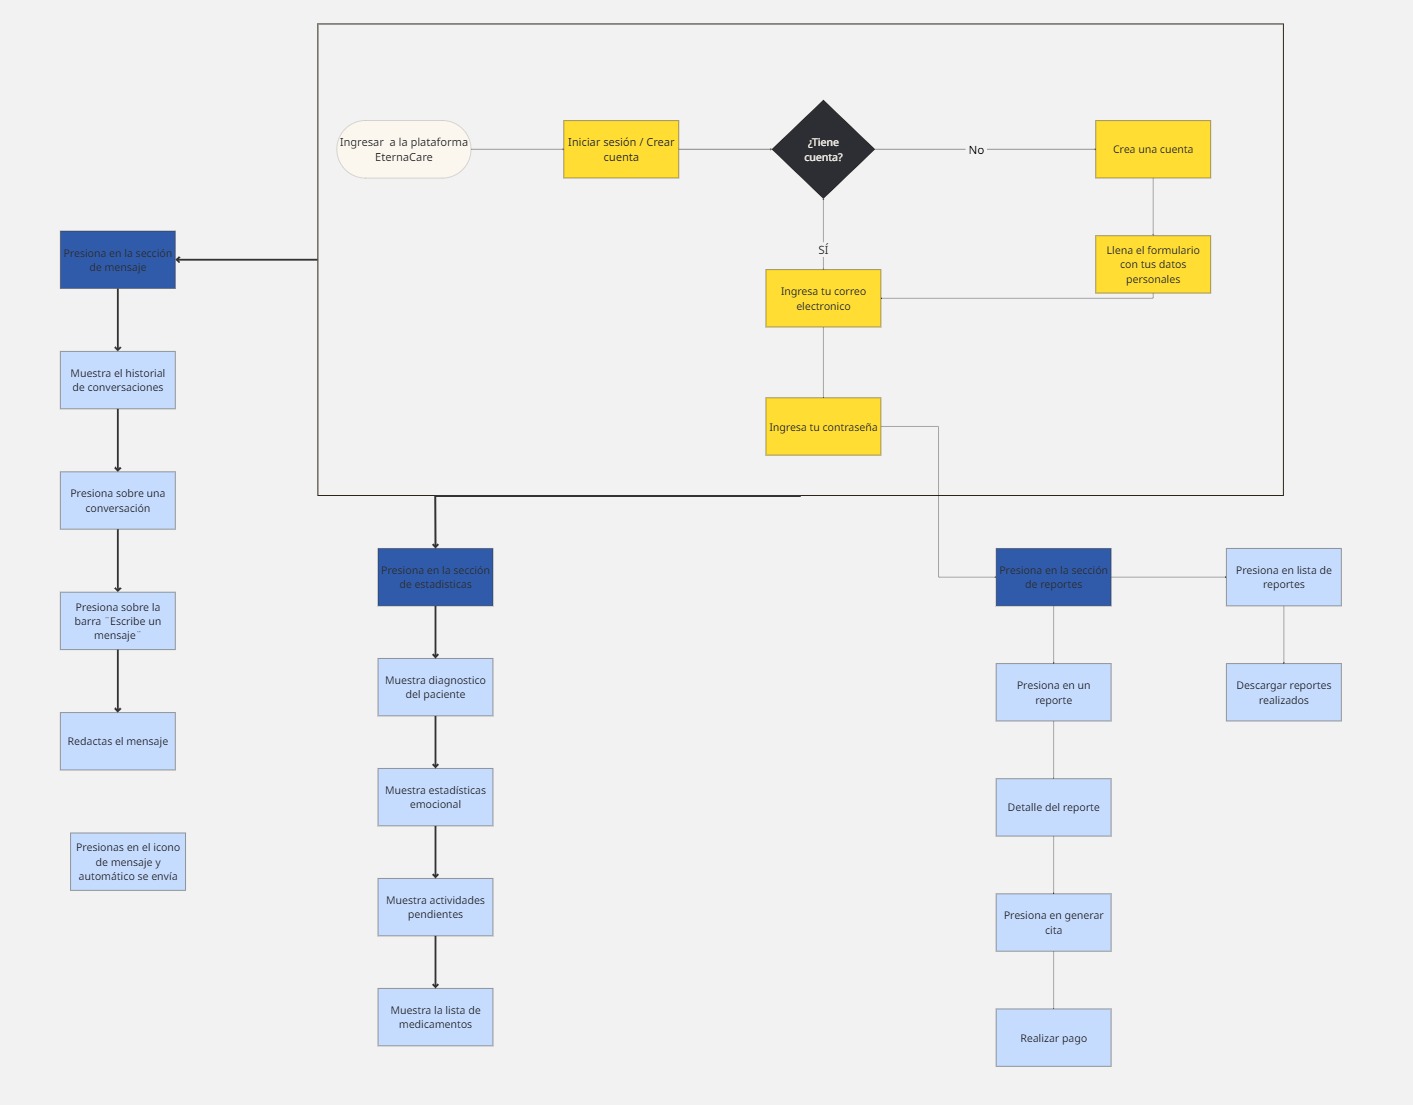 Ingresar  a la plataforma
EternaCare
Iniciar sesión / Crear
cuenta
¿Tiene
cuenta?
No
Crea una cuenta
Llena el formulario
con tus datos
personales
SÍ
Ingresa tu correo
electronico
Ingresa tu contraseña
Presiona en la sección
de mensaje
Muestra el historial
de conversaciones
Presiona sobre una
conversación
Presiona sobre la
barra ¨Escribe un
mensaje¨
Redactas el mensaje
Presionas en el icono
de mensaje y
automático se envía
Presiona en la sección
de estadisticas
Muestra diagnostico
del paciente
Muestra estadísticas
emocional
Muestra actividades
pendientes
Muestra la lista de
medicamentos
Presiona en la sección
de reportes
Presiona en un
reporte
Detalle del reporte
Presiona en generar
cita
Realizar pago
Presiona en lista de
reportes
Descargar reportes
realizados